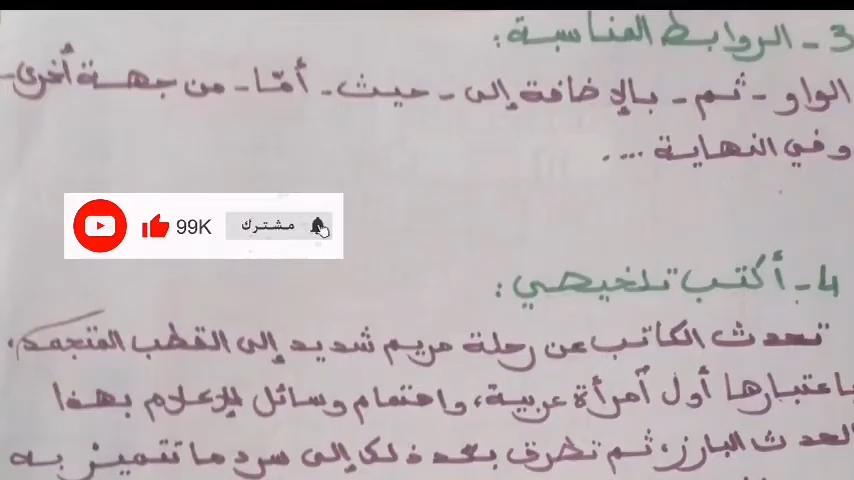 3- الروابط المناسبة:
الواو - ثم - بالإضافة إلى - حيث - أمّا - من جهة أخرى -
وفي النهاية ....
99K مشترك
4- أكتب تلخيصي:
تحدث الكاتب عن رحلة مريم شديد إلى القطب المتجمد،
باعتبارها أول امرأة عربية، واهتمام وسائل الإعلام بهذا
الحدث البارز، ثم تطرق بعد ذلك إلى سرد ما تتميز به